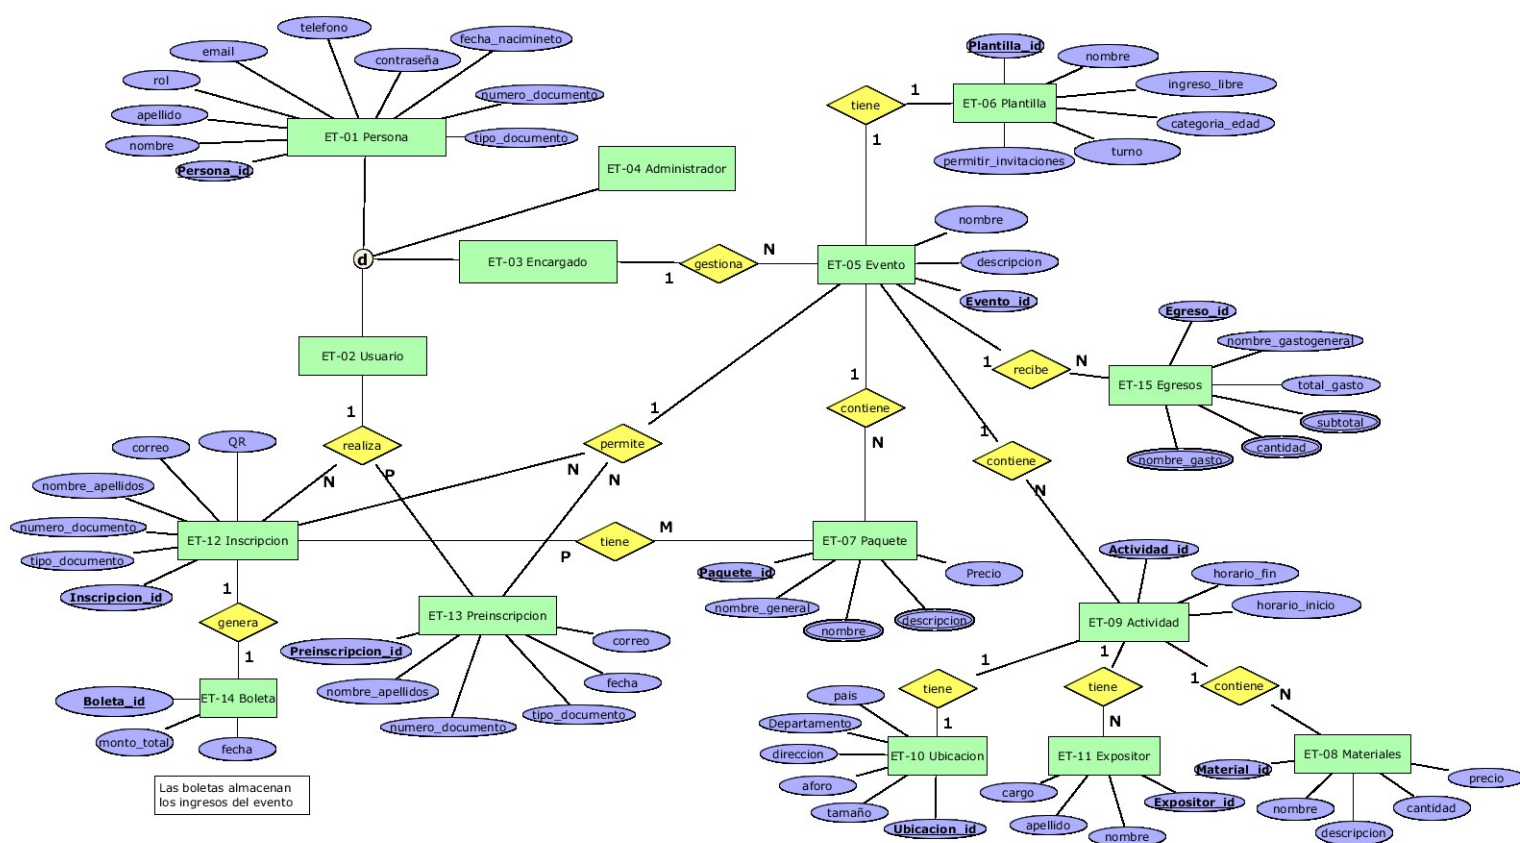 telefono
fecha_nacimineto
email
contraseña
rol
numero_documento
apellido
ET-01 Persona
tipo_documento
nombre
Persona_id
ET-04 Administrador
d
ET-03 Encargado
1
gestiona
N
ET-02 Usuario
Plantilla_id
nombre
ingreso_libre
tiene
1
ET-06 Plantilla
categoria_edad
1
turno
permitir_invitaciones
nombre
ET-05 Evento
descripcion
Evento_id
Egreso_id
nombre_gastogeneral
1
recibe
N
ET-15 Egresos
total_gasto
subtotal
cantidad
nombre_gasto
1
contiene
N
1
contiene
N
1
permite
N
N
1
realiza
N
P
correo
QR
nombre_apellidos
numero_documento
ET-12 Inscripcion
tipo_documento
Inscripcion_id
P
tiene
M
ET-07 Paquete
Paquete_id
Precio
nombre_general
nombre
descripcion
1
genera
1
ET-13 Preinscripcion
Preinscripcion_id
correo
nombre_apellidos
fecha
numero_documento
tipo_documento
ET-14 Boleta
Boleta_id
monto_total
fecha
Las boletas almacenan
los ingresos del evento
Actividad_id
horario_fin
horario_inicio
ET-09 Actividad
1
tiene
1
1
tiene
N
1
contiene
N
pais
Departamento
direccion
ET-10 Ubicacion
aforo
tamaño
Ubicacion_id
ET-11 Expositor
cargo
apellido
nombre
Expositor_id
ET-08 Materiales
Material_id
precio
nombre
cantidad
descripcion